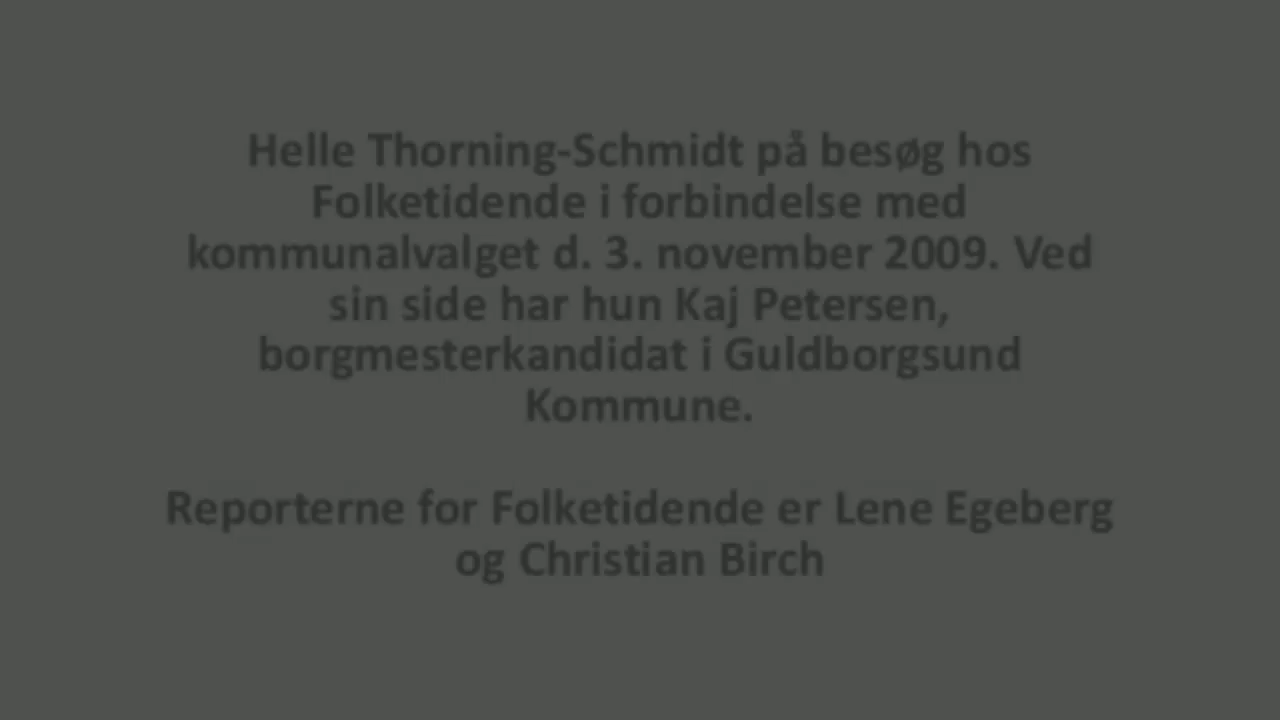 Helle Thorning-Schmidt på besøg hos
Folketidende i forbindelse med
kommunalvalget d. 3. november 2009. Ved
sin side har hun Kaj Petersen,
borgmesterkandidat i Guldborgsund
Kommune.
Reporterne for Folketidende er Lene Egeberg
og Christian Birch